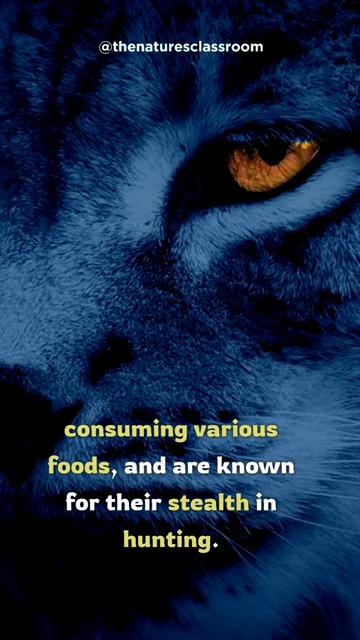 @thenaturesclassroom
consuming various
foods, and are known
for their stealth in
hunting.